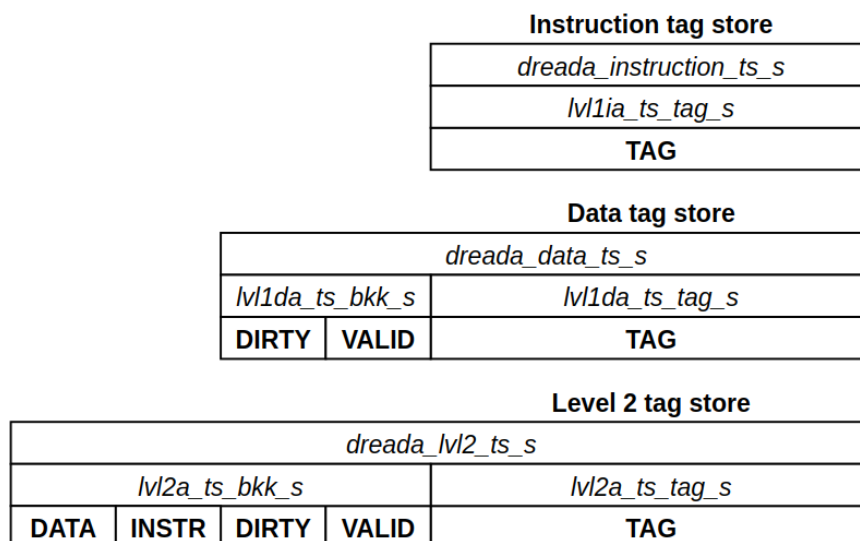 Instruction tag store
dreada_instruction_ts_s
lvl1ia_ts_tag_s
TAG
Data tag store
dreada_data_ts_s
lvl1da_ts_bkk_s lvl1da_ts_tag_s
DIRTY VALID TAG
Level 2 tag store
dreada_lvl2_ts_s
lvl2a_ts_bkk_s lvl2a_ts_tag_s
DATA INSTR DIRTY VALID TAG